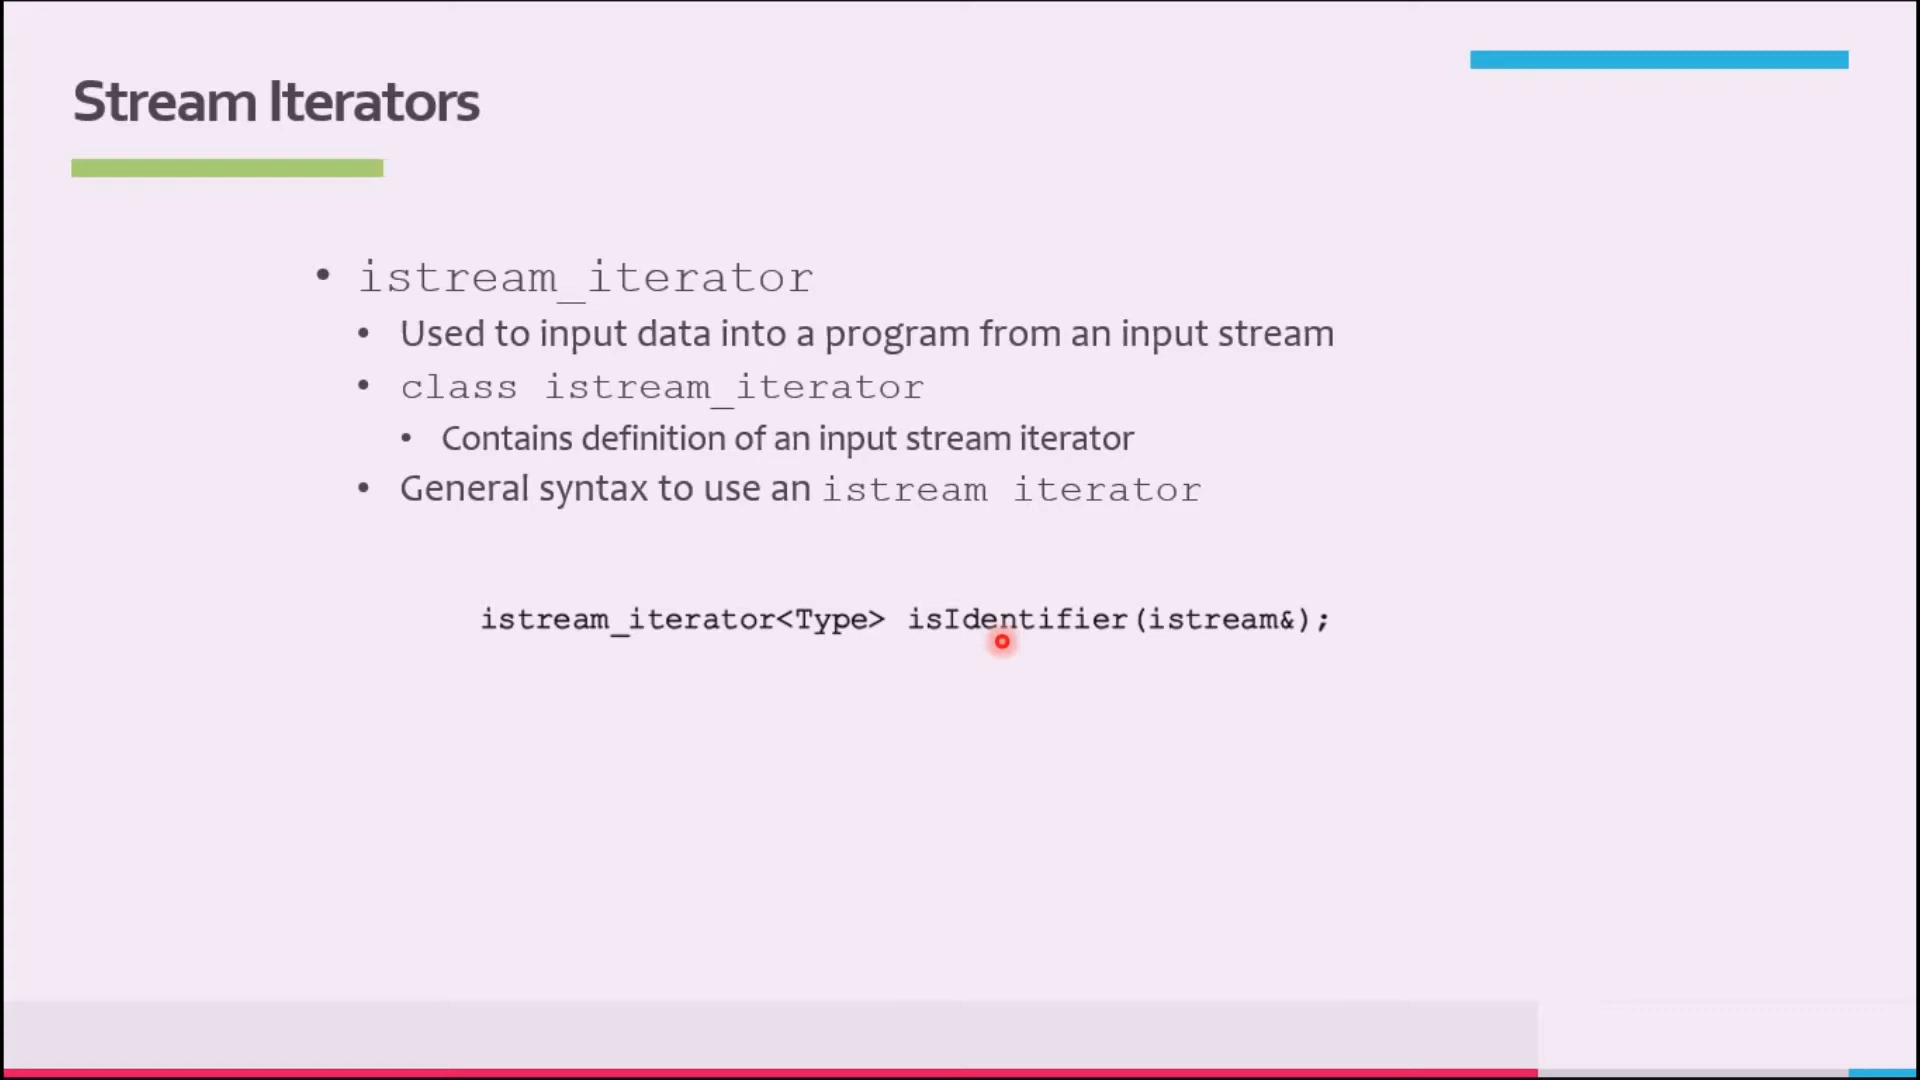 Stream Iterators
• istream_iterator
• Used to input data into a program from an input stream
• class istream_iterator
• Contains definition of an input stream iterator
• General syntax to use an istream iterator
istream_iterator<Type> isIdentifier(istream&);